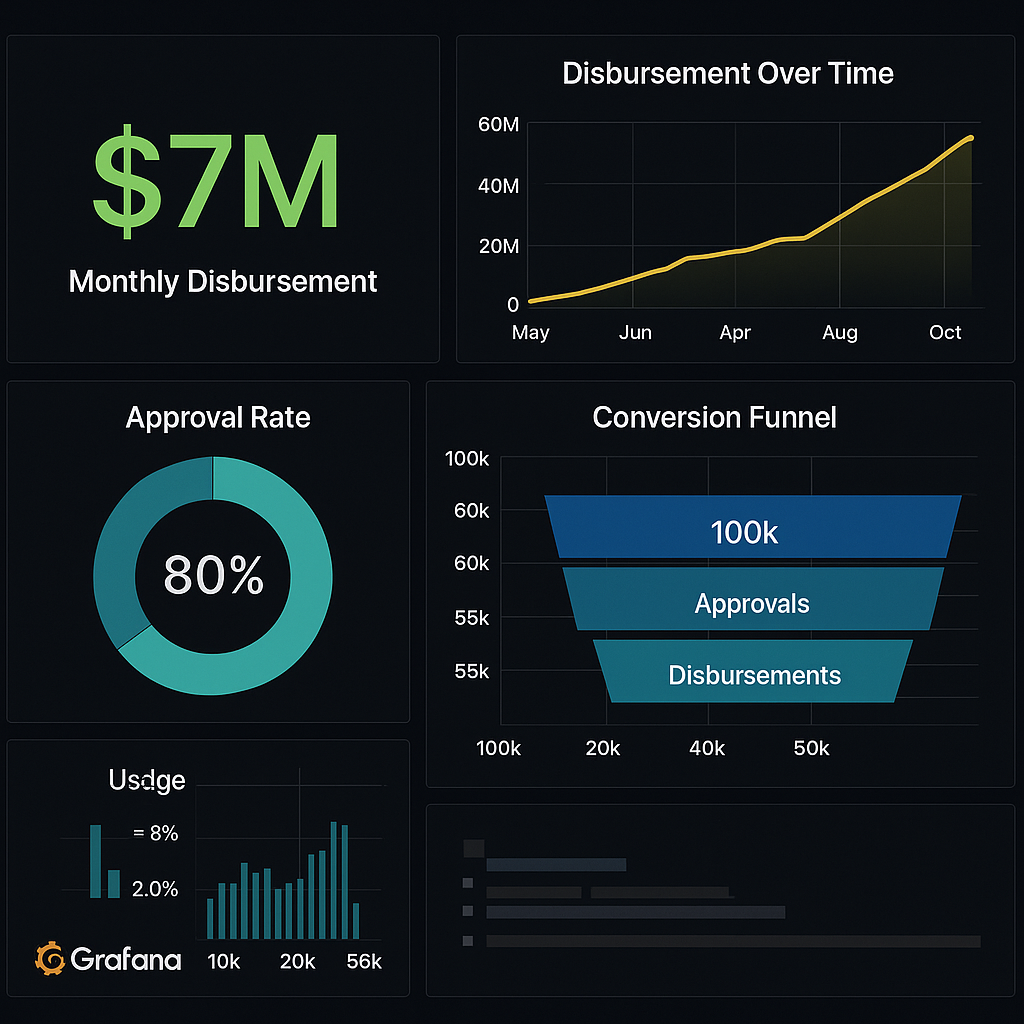 $7M
Monthly Disbursement
Disbursement Over Time
60M
40M
20M
0
May Jun Apr Aug Oct
Approval Rate
80%
Conversion Funnel
100k
60k
60k
55k
55k
100k
Approvals
Disbursements
100k 20k 40k 50k
Usdge
= 8%
2.0%
10k 20k 56k
Grafana